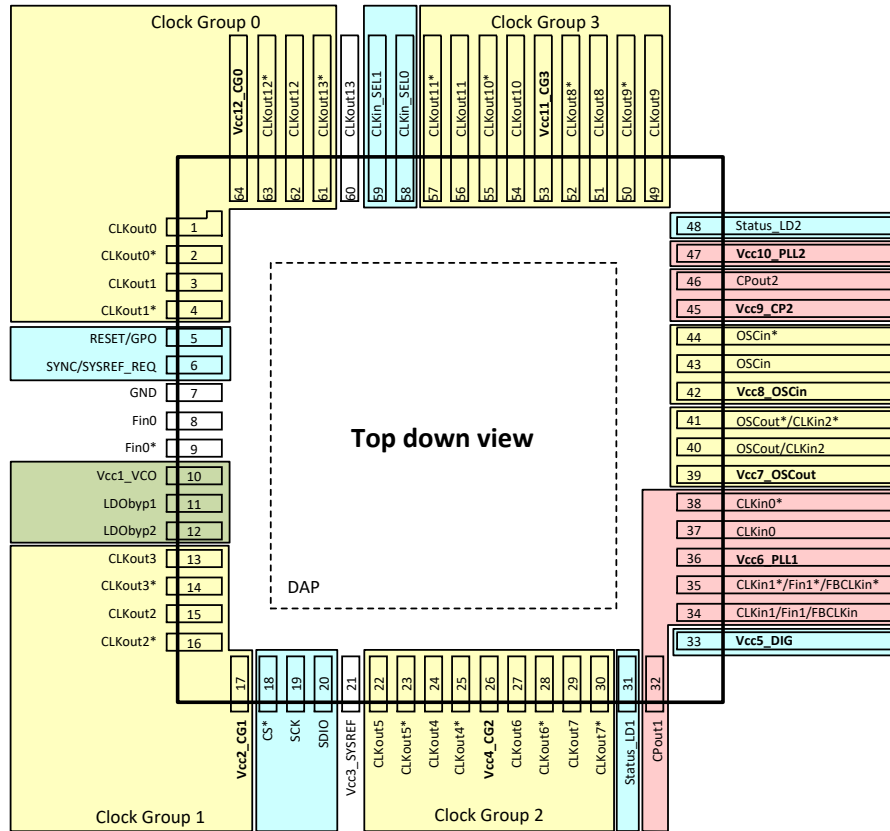 Clock Group 0
Clock Group 3
Vcc12_CG0
CLKout12*
CLKout12
CLKout13*
CLKout13
CLKin_SEL1
CLKin_SEL0
CLKout11*
CLKout11
CLKout10*
CLKout10
Vcc11_CG3
CLKout8*
CLKout8
CLKout9*
CLKout9
64
63
62
61
60
59
58
57
56
55
54
53
52
51
50
49
CLKout0 1
CLKout0* 2
CLKout1 3
CLKout1* 4
RESET/GPO 5
SYNC/SYSREF_REQ 6
GND 7
Fin0 8
Fin0* 9
Vcc1_VCO 10
LDObyp1 11
LDObyp2 12
CLKout3 13
CLKout3* 14
CLKout2 15
CLKout2* 16
Top down view
DAP
48 Status_LD2
47 Vcc10_PLL2
46 CPout2
45 Vcc9_CP2
44 OSCin*
43 OSCin
42 Vcc8_OSCin
41 OSCout*/CLKin2*
40 OSCout/CLKin2
39 Vcc7_OSCout
38 CLKin0*
37 CLKin0
36 Vcc6_PLL1
35 CLKin1*/Fin1*/FBCLKin*
34 CLKin1/Fin1/FBCLKin
33 Vcc5_DIG
17
18
19
20
21
22
23
24
25
26
27
28
29
30
31
32
Vcc2_CG1
CS*
SCK
SDIO
Vcc3_SYSREF
CLKout5
CLKout5*
CLKout4
CLKout4*
Vcc4_CG2
CLKout6
CLKout6*
CLKout7
CLKout7*
Status_LD1
CPout1
Clock Group 1
Clock Group 2